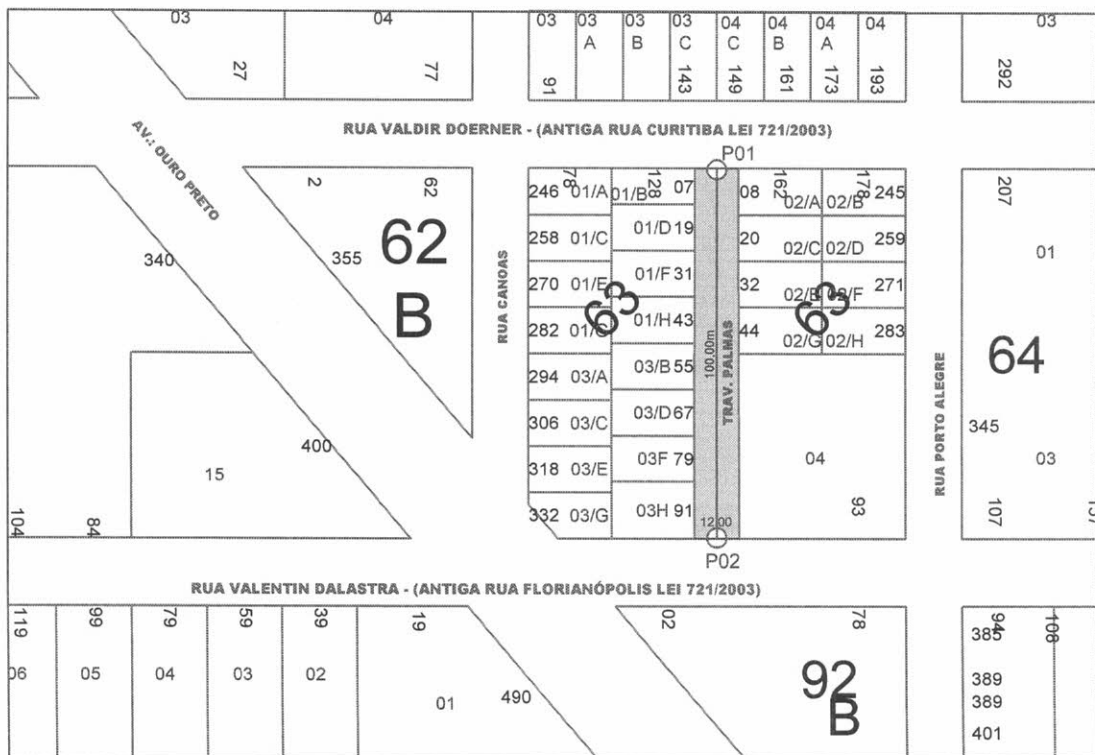 03 04 03 03 03 03 04 04 04 04 03
A B C C B A
27 77 91 143 149 161 173 193 292
RUA VALDIR DOERNER - (ANTIGA RUA CURITIBA LEI 721/2003)
AV.: OURO PRETO
P01
2 62 78 128 07 162 178 207
246 01/A 01/B 08 02/A 02/B 245
01/D 19
62 258 01/C 20 02/C 02/D 259 01
340 355 01/F 31
B 270 01/E 32 02/E 02/F 271
63 63
RUA CANOAS
01/H 43
282 01/G 44 02/G 02/H 283
100,00m
TRAV. PALMAS
64
294 03/A 03/B 55
RUA PORTO ALEGRE
306 03/C 03/D 67 345
400
15 318 03/E 03F 79 04 03
104 84 332 03/G 03H 91 12,00 93 107 137
P02
RUA VALENTIN DALASTRA - (ANTIGA RUA FLORIANÓPOLIS LEI 721/2003)
119 99 79 59 39 19 02 78 94 108
385
06 05 04 03 02 92 389
01 490 B 389
401